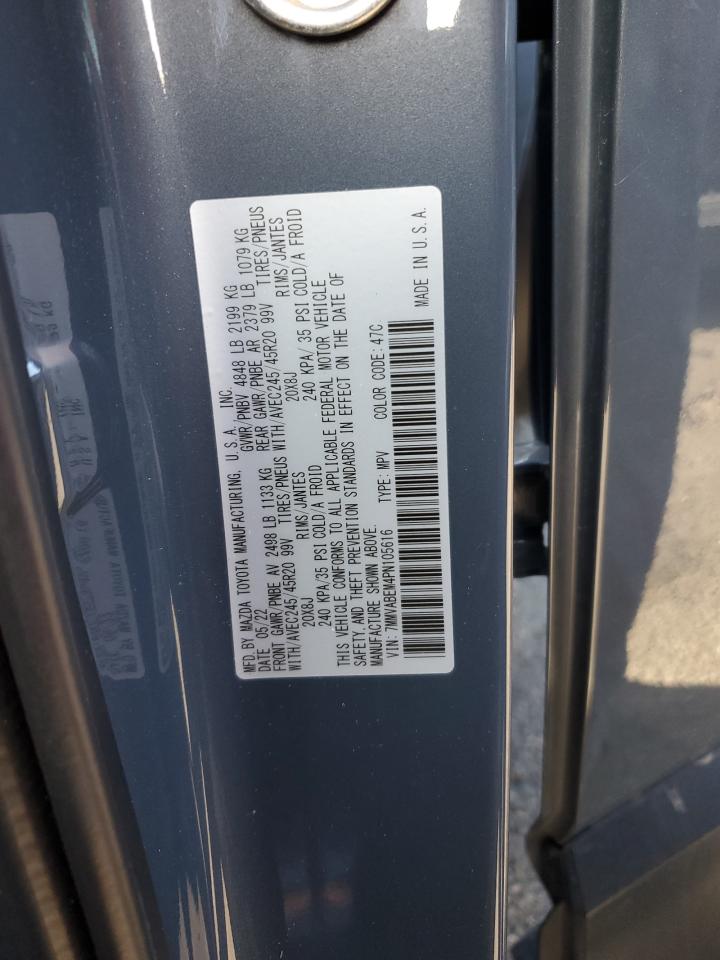 MFD. BY MAZDA TOYOTA MANUFACTURING, U.S.A., INC.
DATE 05/22 GVWR/PNBV 4848 LB 2199 KG
FRONT GAWR/PNBE AV 2498 LB 1133 KG REAR GAWR/PNBE AR 2379 LB 1079 KG
TIRES/PNEUS TIRES/PNEUS
WITH/AVEC245/45R20 99V WITH/AVEC245/45R20 99V
RIMS/JANTES RIMS/JANTES
20X8J 20X8J
240 KPA/35 PSI COLD/A FROID 240 KPA/35 PSI COLD/A FROID
THIS VEHICLE CONFORMS TO ALL APPLICABLE FEDERAL MOTOR VEHICLE
SAFETY, AND THEFT PREVENTION STANDARDS IN EFFECT ON THE DATE OF
MANUFACTURE SHOWN ABOVE.
VIN: 7MMVABEM4PN105616 TYPE: MPV COLOR CODE: 47C
MADE IN U.S.A.